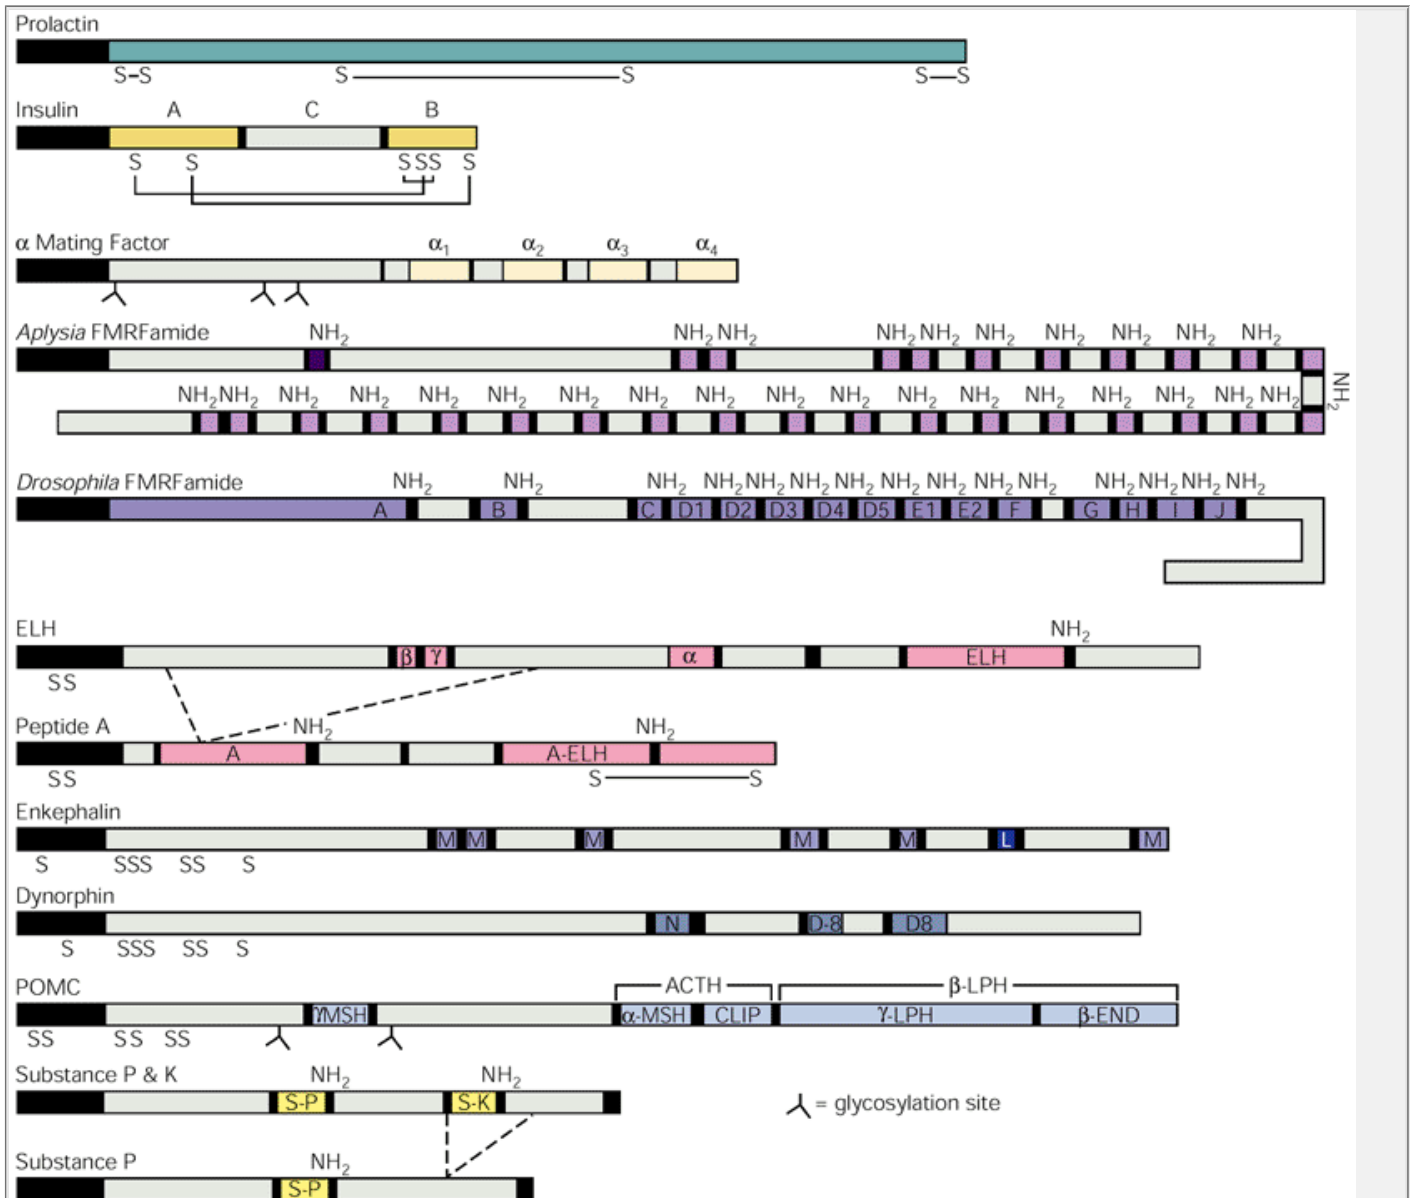 Prolactin
S–S S S S S
Insulin A C B
S S SSS S
α Mating Factor α1 α2 α3 α4
Aplysia FMRFamide NH2 NH2 NH2 NH2 NH2 NH2 NH2 NH2 NH2 NH2
NH2
NH2 NH2 NH2 NH2 NH2 NH2 NH2 NH2 NH2 NH2 NH2 NH2 NH2 NH2 NH2 NH2 NH2
Drosophila FMRFamide NH2 NH2 NH2 NH2 NH2 NH2 NH2 NH2 NH2 NH2 NH2 NH2 NH2 NH2 NH2
A B C D1 D2 D3 D4 D5 E1 E2 F G H I J
ELH NH2
β γ α ELH
SS
Peptide A NH2 NH2
A A-ELH
SS S S
Enkephalin
M M M M M L M
S SSS SS S
Dynorphin
N D-8 D8
S SSS SS S
POMC ACTH β-LPH
γMSH α-MSH CLIP γ-LPH β-END
SS SS SS
Substance P & K NH2 NH2
S-P S-K = glycosylation site
Substance P NH2
S-P